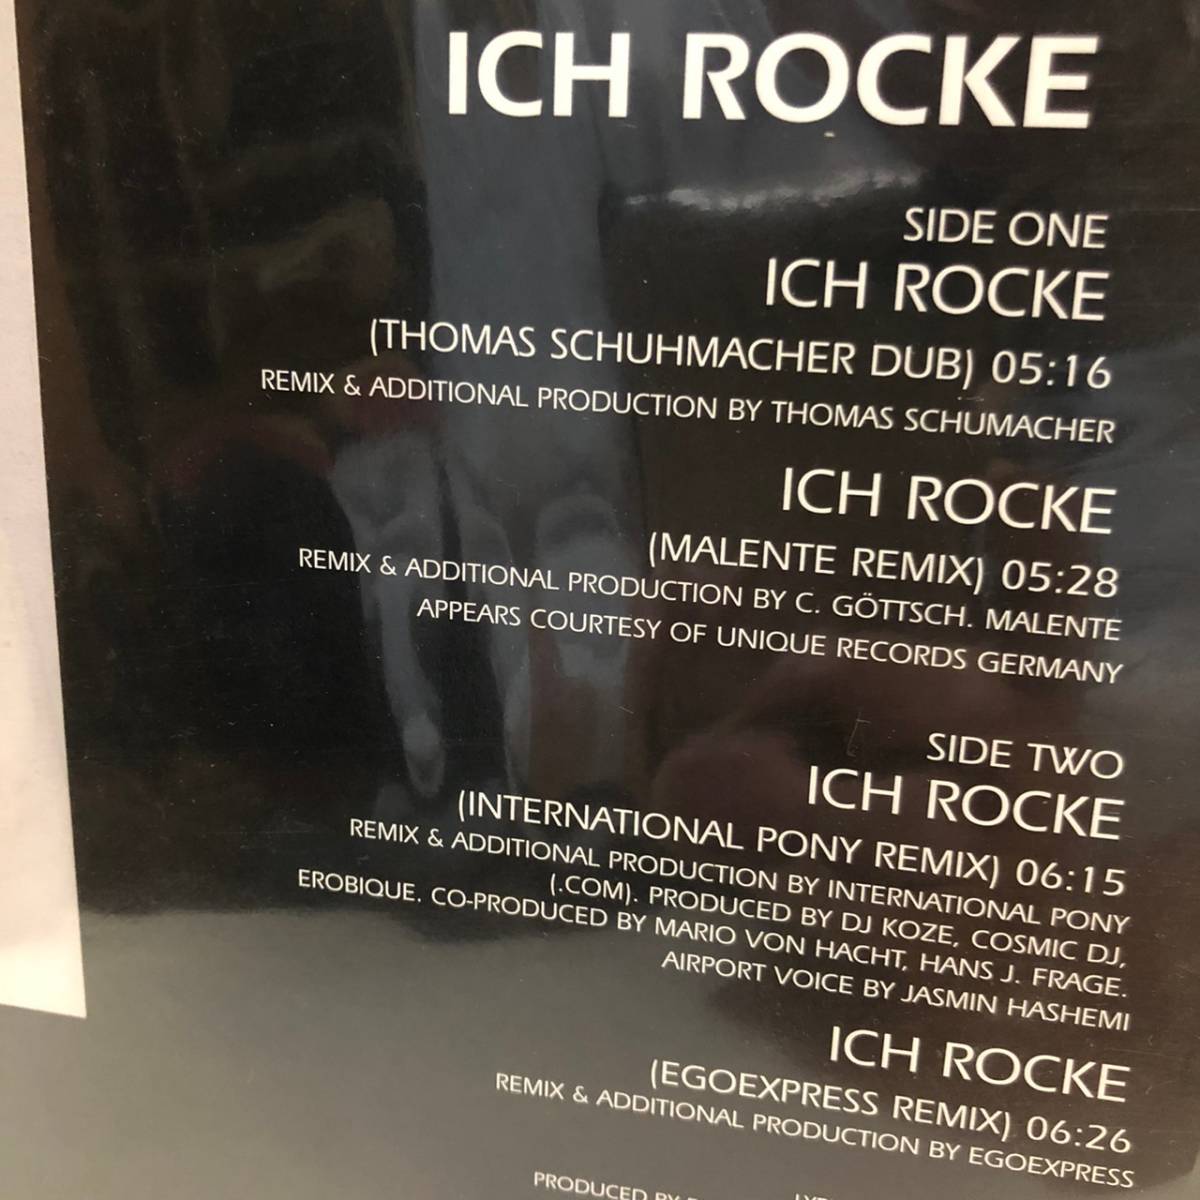 ICH ROCKE
SIDE ONE
ICH ROCKE
(THOMAS SCHUHMACHER DUB) 05:16
REMIX & ADDITIONAL PRODUCTION BY THOMAS SCHUMACHER
ICH ROCKE
(MALENTE REMIX) 05:28
REMIX & ADDITIONAL PRODUCTION BY C. GÖTTSCH. MALENTE
APPEARS COURTESY OF UNIQUE RECORDS GERMANY
SIDE TWO
ICH ROCKE
(INTERNATIONAL PONY REMIX) 06:15
REMIX & ADDITIONAL PRODUCTION BY INTERNATIONAL PONY
(.COM). PRODUCED BY DJ KOZE, COSMIC DJ,
EROBIQUE. CO-PRODUCED BY MARIO VON HACHT, HANS J. FRAGE.
AIRPORT VOICE BY JASMIN HASHEMI
ICH ROCKE
(EGOEXPRESS REMIX) 06:26
REMIX & ADDITIONAL PRODUCTION BY EGOEXPRESS
PRODUCED BY